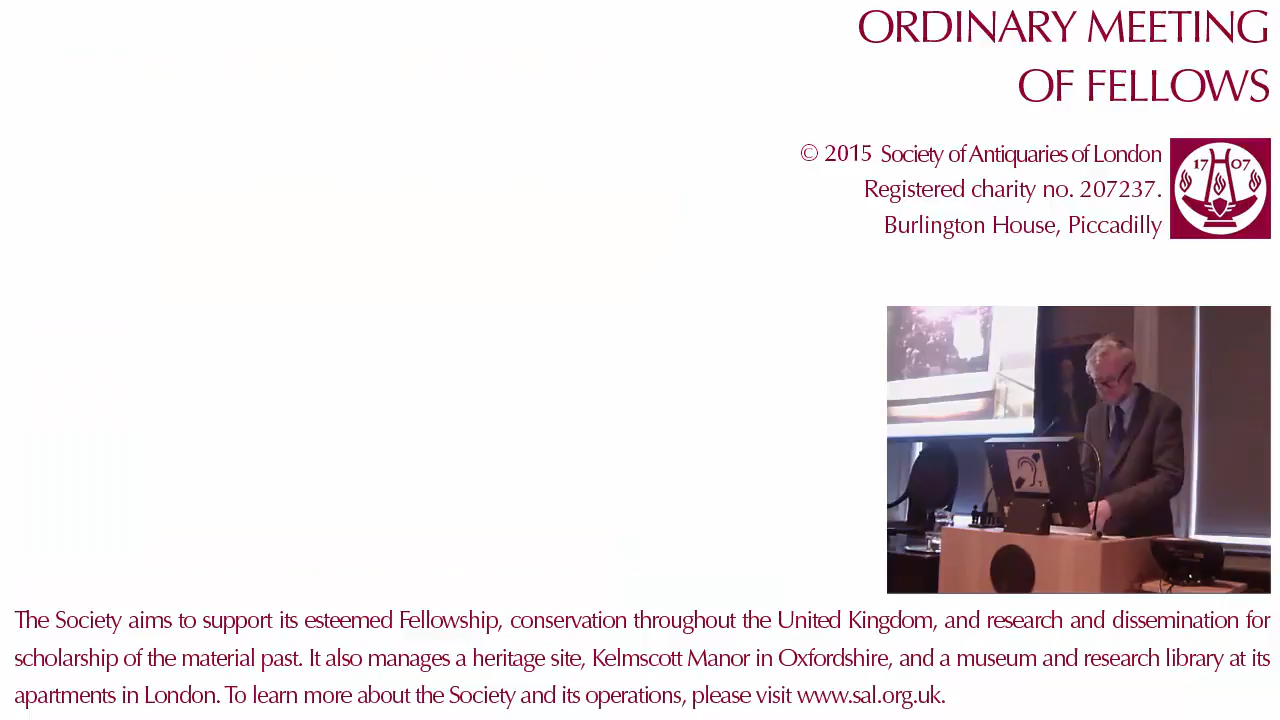 ORDINARY MEETING
OF FELLOWS
© 2015 Society of Antiquaries of London
Registered charity no. 207237.
Burlington House, Piccadilly
17 07
The Society aims to support its esteemed Fellowship, conservation throughout the United Kingdom, and research and dissemination for
scholarship of the material past. It also manages a heritage site, Kelmscott Manor in Oxfordshire, and a museum and research library at its
apartments in London. To learn more about the Society and its operations, please visit www.sal.org.uk.